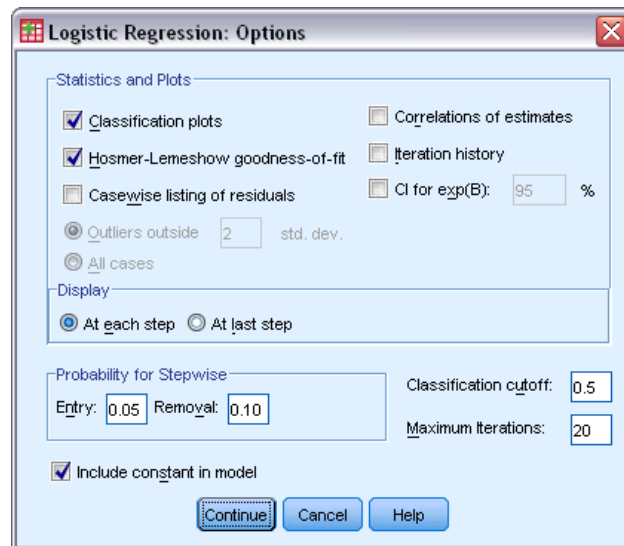 Logistic Regression: Options
Statistics and Plots
Classification plots
Hosmer-Lemeshow goodness-of-fit
Casewise listing of residuals
Outliers outside 2 std. dev.
All cases
Correlations of estimates
Iteration history
CI for exp(B): 95 %
Display
At each step At last step
Probability for Stepwise
Entry: 0.05 Removal: 0.10
Classification cutoff: 0.5
Maximum Iterations: 20
Include constant in model
Continue Cancel Help